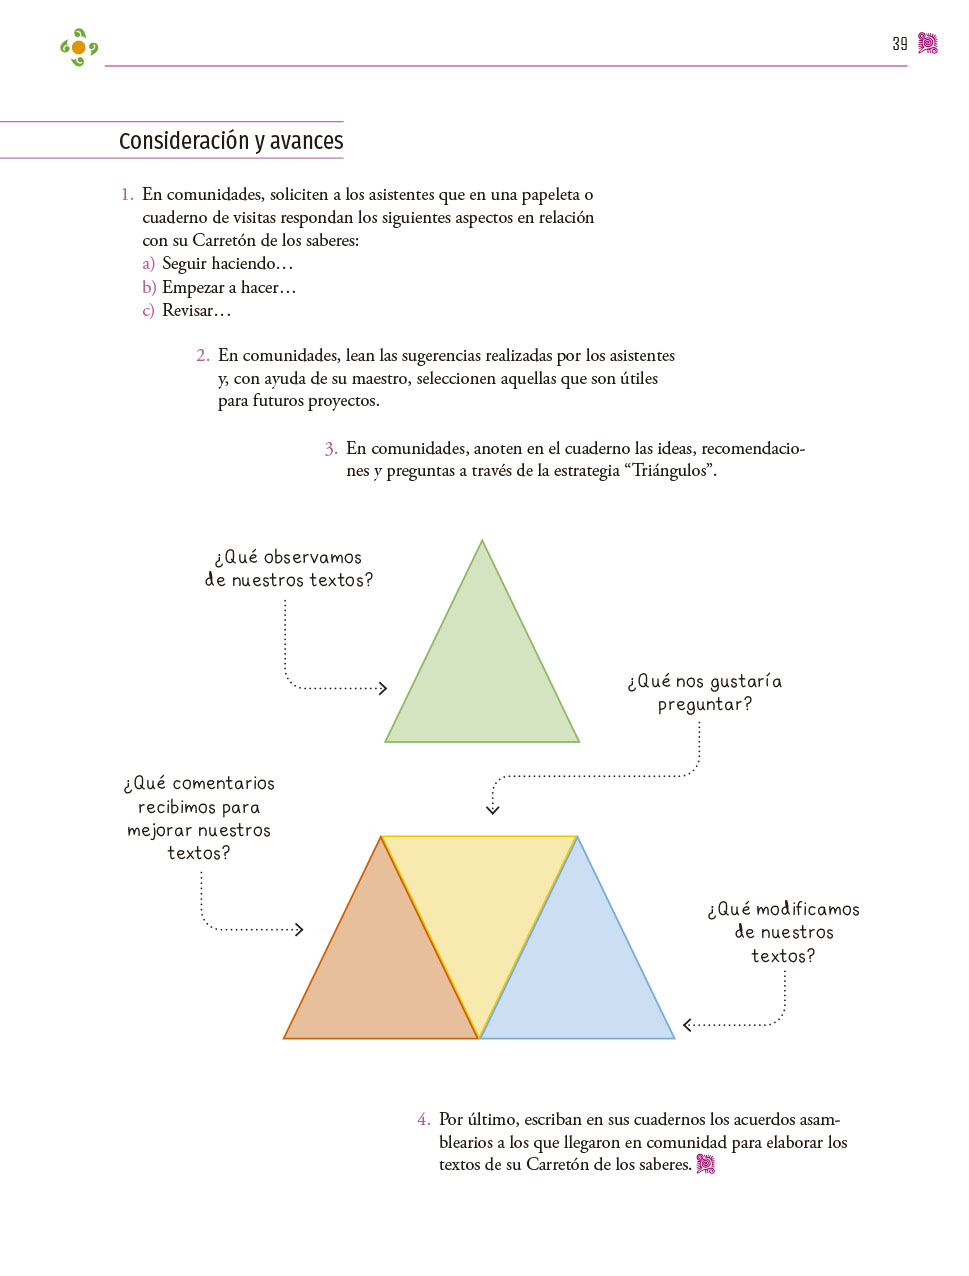 39
Consideración y avances
1. En comunidades, soliciten a los asistentes que en una papeleta o
cuaderno de visitas respondan los siguientes aspectos en relación
con su Carretón de los saberes:
a) Seguir haciendo…
b) Empezar a hacer…
c) Revisar…
2. En comunidades, lean las sugerencias realizadas por los asistentes
y, con ayuda de su maestro, seleccionen aquellas que son útiles
para futuros proyectos.
3. En comunidades, anoten en el cuaderno las ideas, recomendacio-
nes y preguntas a través de la estrategia “Triángulos”.
¿Qué observamos
de nuestros textos?
¿Qué nos gustaría
preguntar?
¿Qué comentarios
recibimos para
mejorar nuestros
textos?
¿Qué modificamos
de nuestros
textos?
4. Por último, escriban en sus cuadernos los acuerdos asam-
blearios a los que llegaron en comunidad para elaborar los
textos de su Carretón de los saberes.